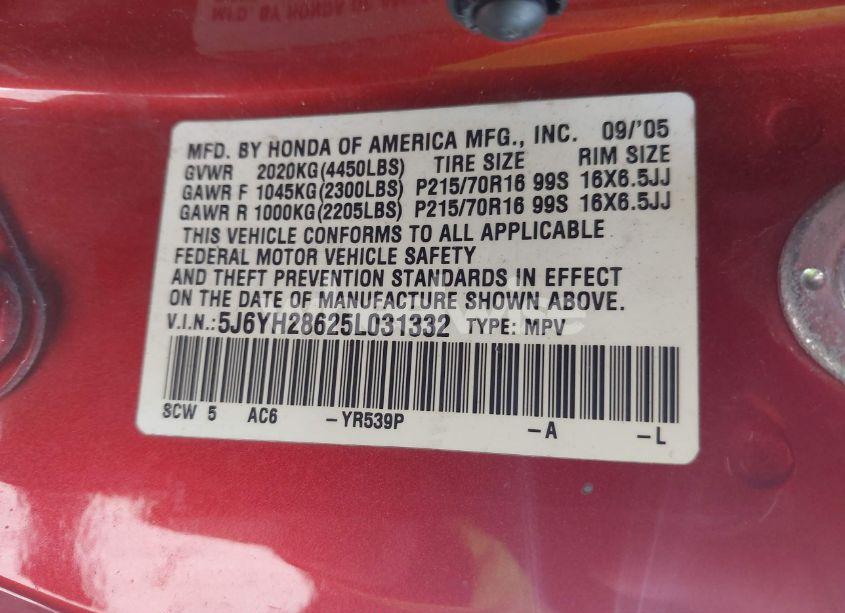 MFD. BY HONDA OF AMERICA MFG., INC. 09/'05
GVWR 2020KG(4450LBS) TIRE SIZE RIM SIZE
GAWR F 1045KG(2300LBS) P215/70R16 99S 16X6.5JJ
GAWR R 1000KG(2205LBS) P215/70R16 99S 16X6.5JJ
THIS VEHICLE CONFORMS TO ALL APPLICABLE
FEDERAL MOTOR VEHICLE SAFETY
AND THEFT PREVENTION STANDARDS IN EFFECT
ON THE DATE OF MANUFACTURE SHOWN ABOVE.
V.I.N.:5J6YH28625L031332 TYPE: MPV
SCW 5 AC6 -YR539P -A -L